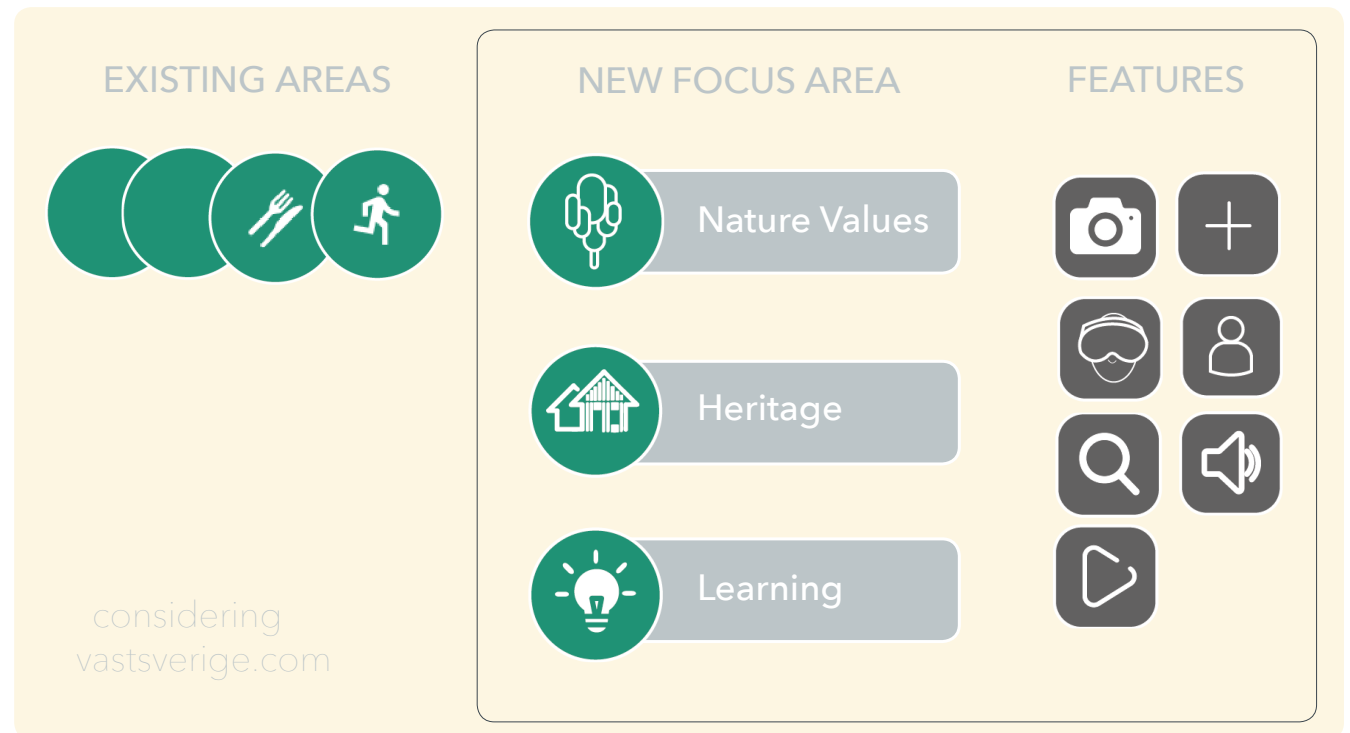 EXISTING AREAS
NEW FOCUS AREA
FEATURES
Nature Values
Heritage
Learning
considering
vastsverige.com